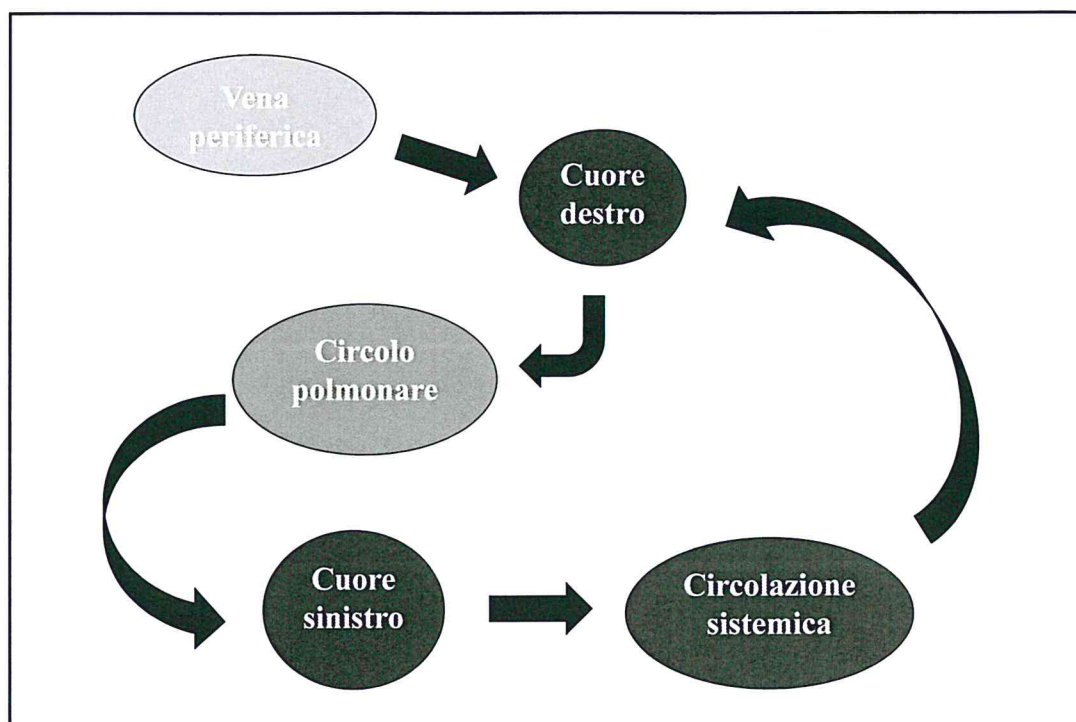 Vena
periferica
Cuore
destro
Circolo
polmonare
Cuore
sinistro
Circolazione
sistemica